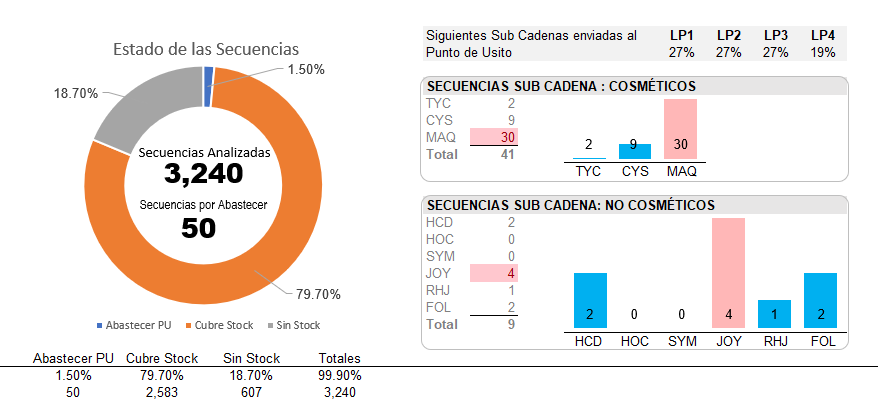 Estado de las Secuencias
1.50%
18.70%
Secuencias Analizadas
3,240
Secuencias por Abastecer
50
79.70%
Abastecer PU Cubre Stock Sin Stock
Abastecer PU Cubre Stock Sin Stock Totales
1.50% 79.70% 18.70% 99.90%
50 2,583 607 3,240
Siguientes Sub Cadenas enviadas al LP1 LP2 LP3 LP4
Punto de Usito 27% 27% 27% 19%
SECUENCIAS SUB CADENA : COSMÉTICOS
TYC 2
CYS 9
MAQ 30
Total 41
2 9 30
TYC CYS MAQ
SECUENCIAS SUB CADENA: NO COSMÉTICOS
HCD 2
HOC 0
SYM 0
JOY 4
RHJ 1
FOL 2
Total 9
2 0 0 4 1 2
HCD HOC SYM JOY RHJ FOL